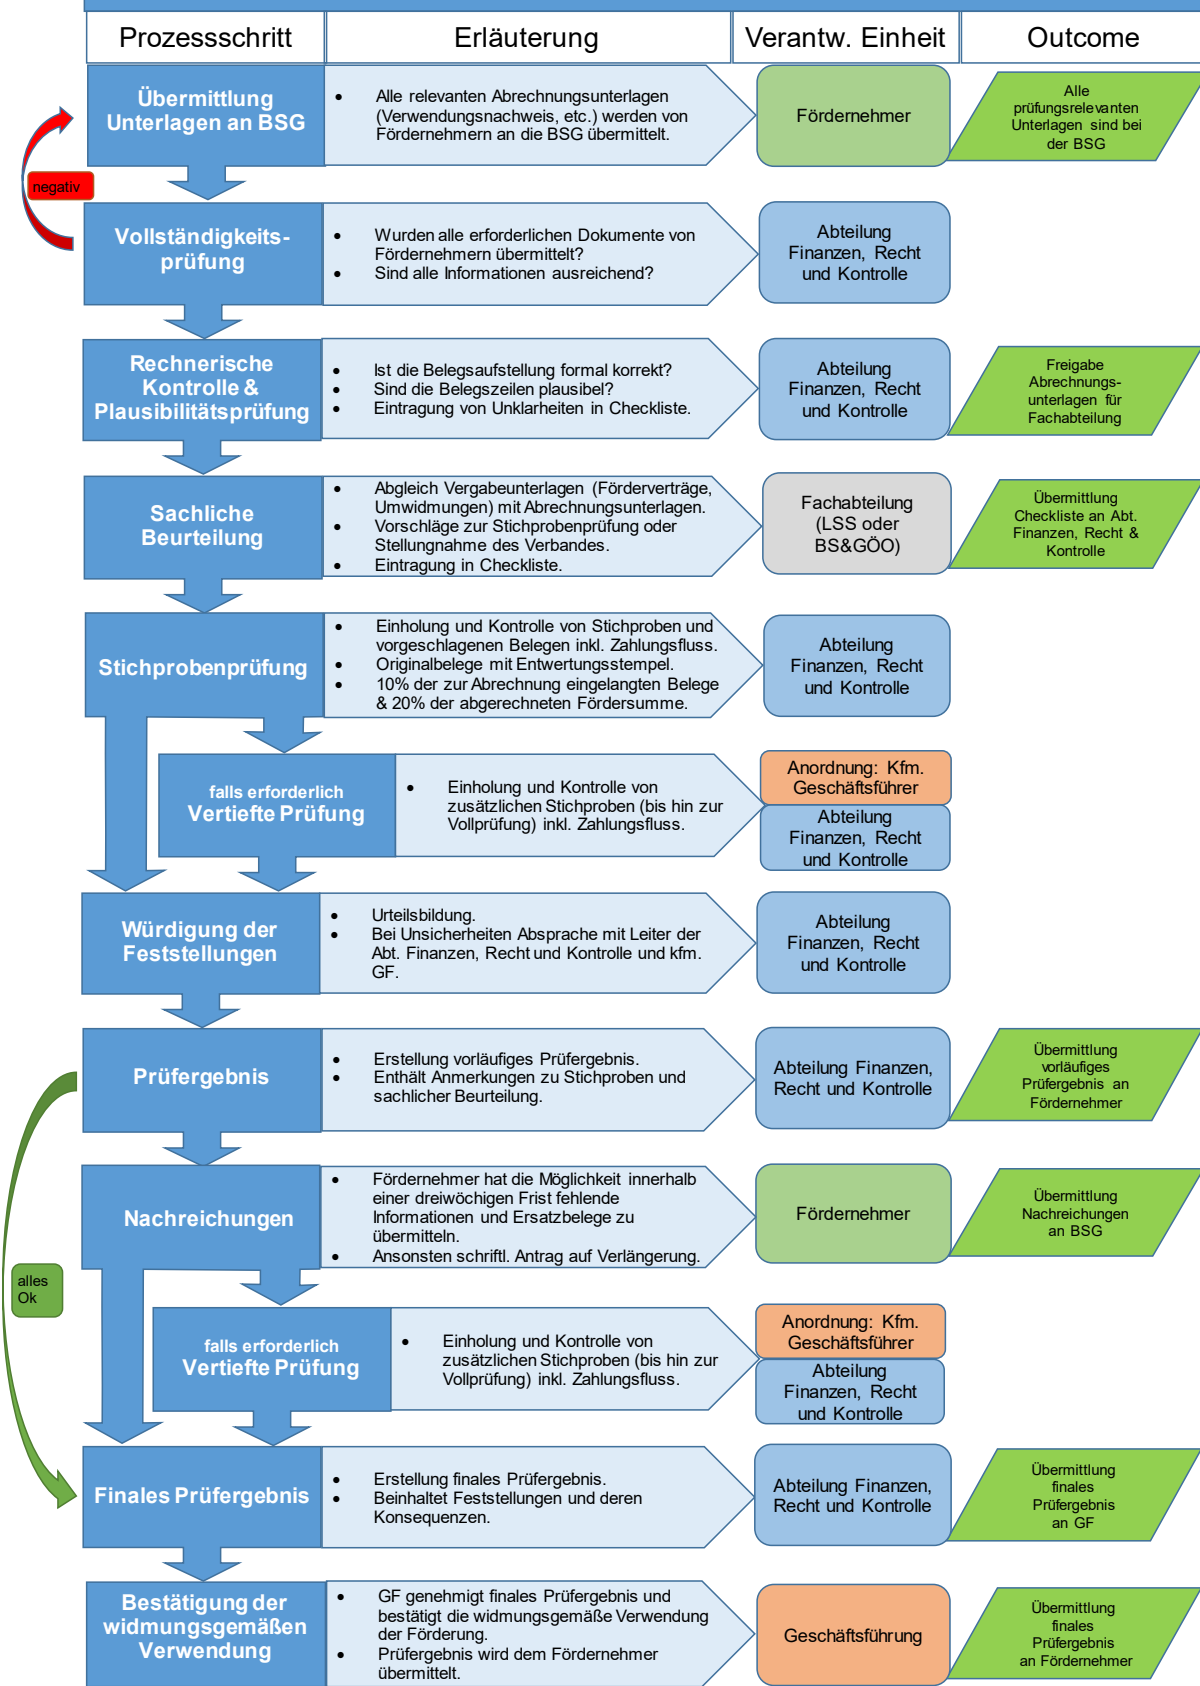 Prozessschritt
Erläuterung
Verantw. Einheit
Outcome
Übermittlung
Unterlagen an BSG
• Alle relevanten Abrechnungsunterlagen
(Verwendungsnachweis, etc.) werden von
Fördernehmern an die BSG übermittelt.
Fördernehmer
Alle
prüfungsrelevanten
Unterlagen sind bei
der BSG
negativ
Vollständigkeits-
prüfung
• Wurden alle erforderlichen Dokumente von
Fördernehmern übermittelt?
• Sind alle Informationen ausreichend?
Abteilung
Finanzen, Recht
und Kontrolle
Rechnerische
Kontrolle &
Plausibilitätsprüfung
• Ist die Belegsaufstellung formal korrekt?
• Sind die Belegszeilen plausibel?
• Eintragung von Unklarheiten in Checkliste.
Abteilung
Finanzen, Recht
und Kontrolle
Freigabe
Abrechnungs-
unterlagen für
Fachabteilung
Sachliche
Beurteilung
• Abgleich Vergabeunterlagen (Förderverträge,
Umwidmungen) mit Abrechnungsunterlagen.
• Vorschläge zur Stichprobenprüfung oder
Stellungnahme des Verbandes.
• Eintragung in Checkliste.
Fachabteilung
(LSS oder
BS&GÖO)
Übermittlung
Checkliste an Abt.
Finanzen, Recht &
Kontrolle
Stichprobenprüfung
• Einholung und Kontrolle von Stichproben und
vorgeschlagenen Belegen inkl. Zahlungsfluss.
• Originalbelege mit Entwertungsstempel.
• 10% der zur Abrechnung eingelangten Belege
& 20% der abgerechneten Fördersumme.
Abteilung
Finanzen, Recht
und Kontrolle
falls erforderlich
Vertiefte Prüfung
• Einholung und Kontrolle von
zusätzlichen Stichproben (bis hin zur
Vollprüfung) inkl. Zahlungsfluss.
Anordnung: Kfm.
Geschäftsführer
Abteilung
Finanzen, Recht
und Kontrolle
Würdigung der
Feststellungen
• Urteilsbildung.
• Bei Unsicherheiten Absprache mit Leiter der
Abt. Finanzen, Recht und Kontrolle und kfm.
GF.
Abteilung
Finanzen, Recht
und Kontrolle
Prüfergebnis
• Erstellung vorläufiges Prüfergebnis.
• Enthält Anmerkungen zu Stichproben und
sachlicher Beurteilung.
Abteilung Finanzen,
Recht und Kontrolle
Übermittlung
vorläufiges
Prüfergebnis an
Fördernehmer
Nachreichungen
• Fördernehmer hat die Möglichkeit innerhalb
einer dreiwöchigen Frist fehlende
Informationen und Ersatzbelege zu
übermitteln.
• Ansonsten schriftl. Antrag auf Verlängerung.
Fördernehmer
Übermittlung
Nachreichungen
an BSG
alles
Ok
falls erforderlich
Vertiefte Prüfung
• Einholung und Kontrolle von
zusätzlichen Stichproben (bis hin zur
Vollprüfung) inkl. Zahlungsfluss.
Anordnung: Kfm.
Geschäftsführer
Abteilung
Finanzen, Recht
und Kontrolle
Finales Prüfergebnis
• Erstellung finales Prüfergebnis.
• Beinhaltet Feststellungen und deren
Konsequenzen.
Abteilung Finanzen,
Recht und Kontrolle
Übermittlung
finales
Prüfergebnis
an GF
Bestätigung der
widmungsgemäßen
Verwendung
• GF genehmigt finales Prüfergebnis und
bestätigt die widmungsgemäße Verwendung
der Förderung.
• Prüfergebnis wird dem Fördernehmer
übermittelt.
Geschäftsführung
Übermittlung
finales
Prüfergebnis
an Fördernehmer